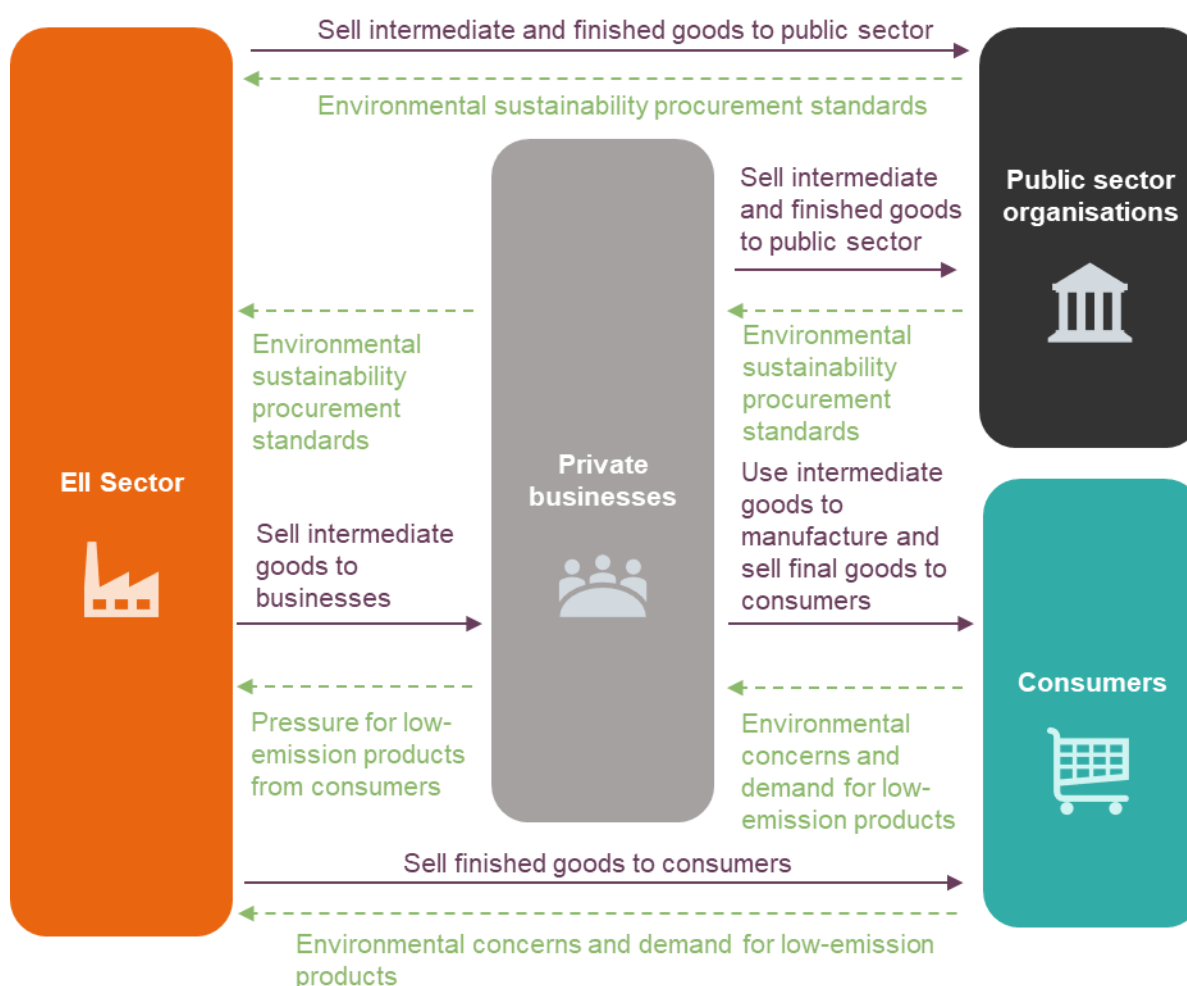 Sell intermediate and finished goods to public sector
Environmental sustainability procurement standards
Public sector
organisations
Sell intermediate
and finished goods
to public sector
Environmental
sustainability
procurement
standards
Environmental
sustainability
procurement
standards
EII Sector
Private
businesses
Use intermediate
goods to
manufacture and
sell final goods to
consumers
Sell intermediate
goods to
businesses
Consumers
Pressure for low-
emission products
from consumers
Environmental
concerns and
demand for low-
emission products
Sell finished goods to consumers
Environmental concerns and demand for low-emission
products